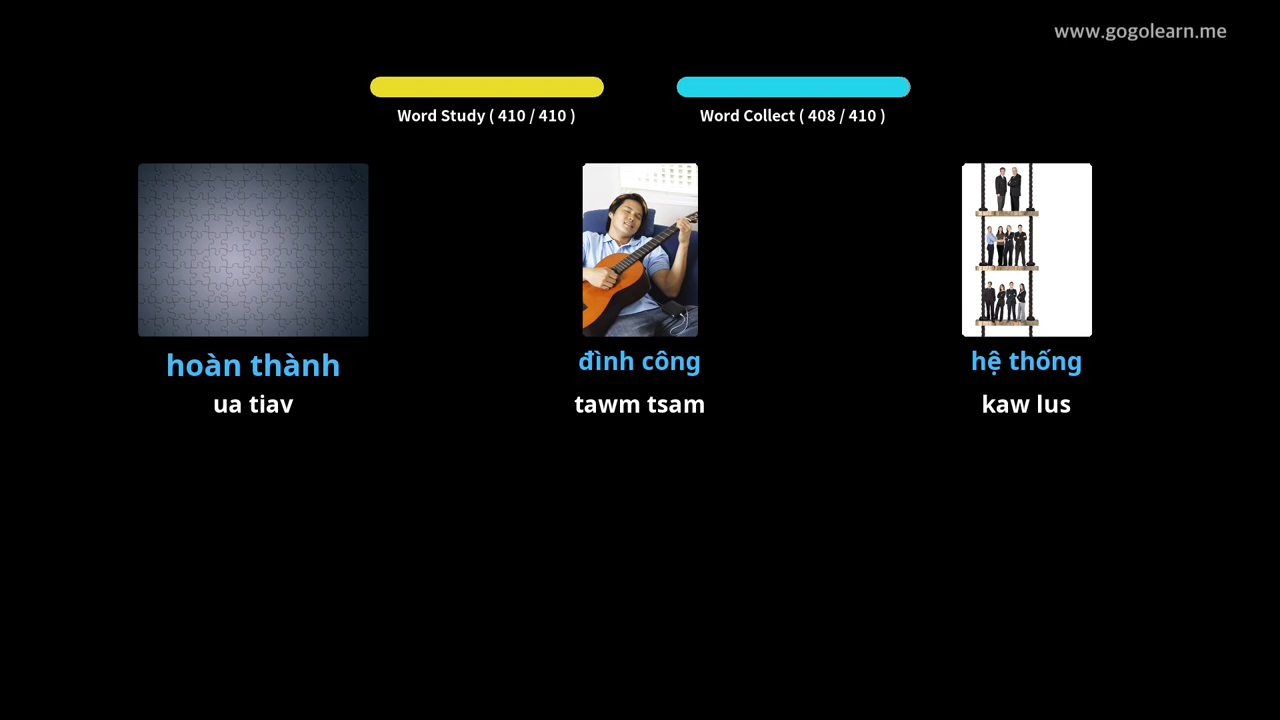 www.gogolearn.me
Word Study ( 410 / 410 )
Word Collect ( 408 / 410 )
hoàn thành
đình công
hệ thống
ua tiav
tawm tsam
kaw lus